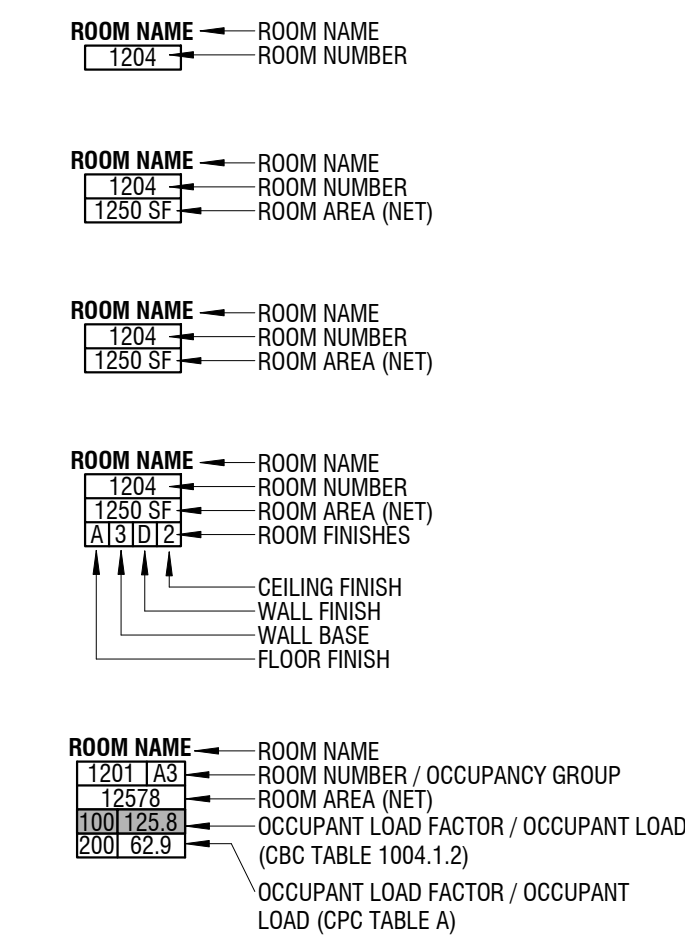 ROOM NAME ROOM NAME
1204 ROOM NUMBER
ROOM NAME ROOM NAME
1204 ROOM NUMBER
1250 SF ROOM AREA (NET)
ROOM NAME ROOM NAME
1204 ROOM NUMBER
1250 SF ROOM AREA (NET)
ROOM NAME ROOM NAME
1204 ROOM NUMBER
1250 SF ROOM AREA (NET)
A 3 D 2 ROOM FINISHES
CEILING FINISH
WALL FINISH
WALL BASE
FLOOR FINISH
ROOM NAME ROOM NAME
1201 A3 ROOM NUMBER / OCCUPANCY GROUP
12578 ROOM AREA (NET)
100 125.8 OCCUPANT LOAD FACTOR / OCCUPANT LOAD
200 62.9 (CBC TABLE 1004.1.2)
OCCUPANT LOAD FACTOR / OCCUPANT
LOAD (CPC TABLE A)